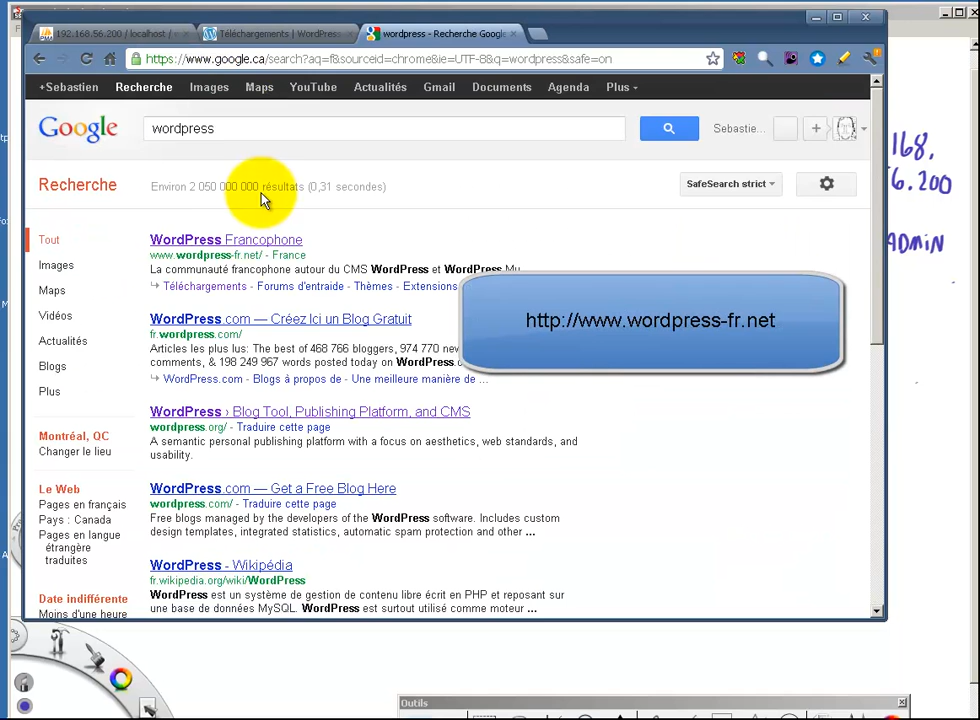 192.168.56.200 / localhost /
Téléchargements | WordPress
wordpress - Recherche Google
https://www.google.ca/search?aq=f&sourceid=chrome&ie=UTF-8&q=wordpress&safe=on
+Sebastien Recherche Images Maps YouTube Actualités Gmail Documents Agenda Plus
Google
wordpress
Sebastie...
168.
6.200
ADMIN
Recherche
Environ 2 050 000 000 résultats (0,31 secondes)
SafeSearch strict
Tout
Images
Maps
Vidéos
Actualités
Blogs
Plus
Montréal, QC
Changer le lieu
Le Web
Pages en français
Pays : Canada
Pages en langue
étrangère
traduites
Date indifférente
Moins d'une heure
WordPress Francophone
www.wordpress-fr.net/ - France
La communauté francophone autour du CMS WordPress et WordPress Mu.
Téléchargements - Forums d'entraide - Thèmes - Extensions
http://www.wordpress-fr.net
WordPress.com — Créez Ici un Blog Gratuit
fr.wordpress.com/
Articles les plus lus: The best of 468 766 bloggers, 974 770 new
comments, & 198 249 967 words posted today on WordPress.c
WordPress.com - Blogs à propos de - Une meilleure manière de ...
WordPress › Blog Tool, Publishing Platform, and CMS
wordpress.org/ - Traduire cette page
A semantic personal publishing platform with a focus on aesthetics, web standards, and
usability.
WordPress.com — Get a Free Blog Here
wordpress.com/ - Traduire cette page
Free blogs managed by the developers of the WordPress software. Includes custom
design templates, integrated statistics, automatic spam protection and other ...
WordPress - Wikipédia
fr.wikipedia.org/wiki/WordPress
WordPress est un système de gestion de contenu libre écrit en PHP et reposant sur
une base de données MySQL. WordPress est surtout utilisé comme moteur ...
Outils